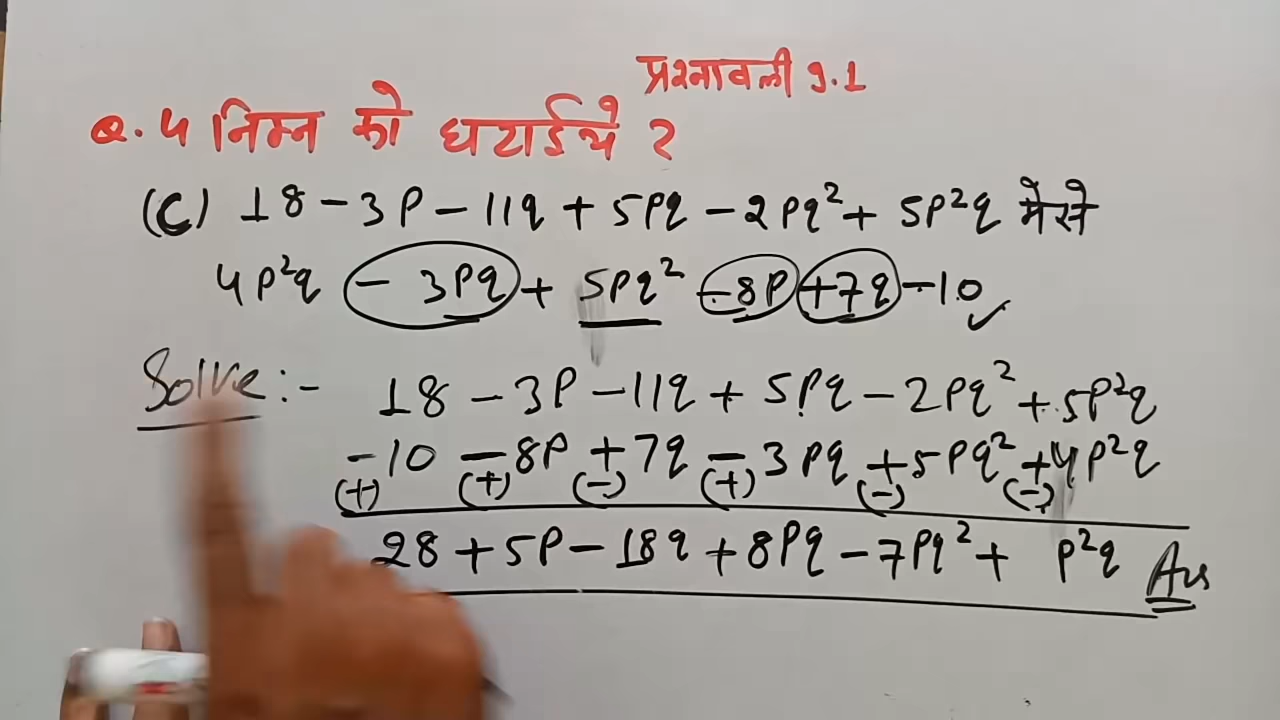 प्रश्नावली 9.1
Q.4 निम्न को घटाईये २
(C) 18 - 3P - 11q + 5Pq - 2Pq² + 5P²q मेसे
4P²q - 3Pq + 5Pq² - 8P + 7q - 10
Solve :- 18 - 3P - 11q + 5Pq - 2Pq² + 5P²q
- 10 - 8P + 7q - 3Pq + 5Pq² + 4P²q
(+) (+) (-) (+) (-) (-)
28 + 5P - 18q + 8Pq - 7Pq² + P²q Ans